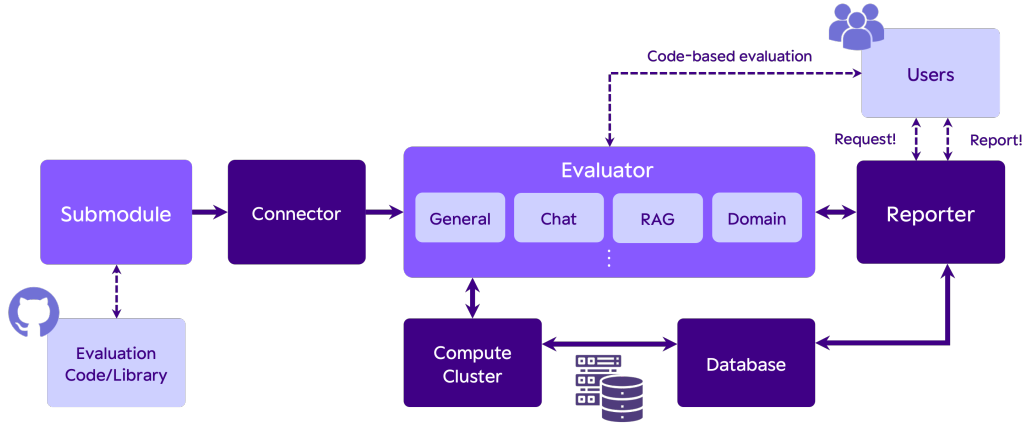 Code-based evaluation
Users
Request!
Report!
Submodule
Connector
Evaluator
General
Chat
RAG
Domain
Reporter
Evaluation
Code/Library
Compute
Cluster
Database